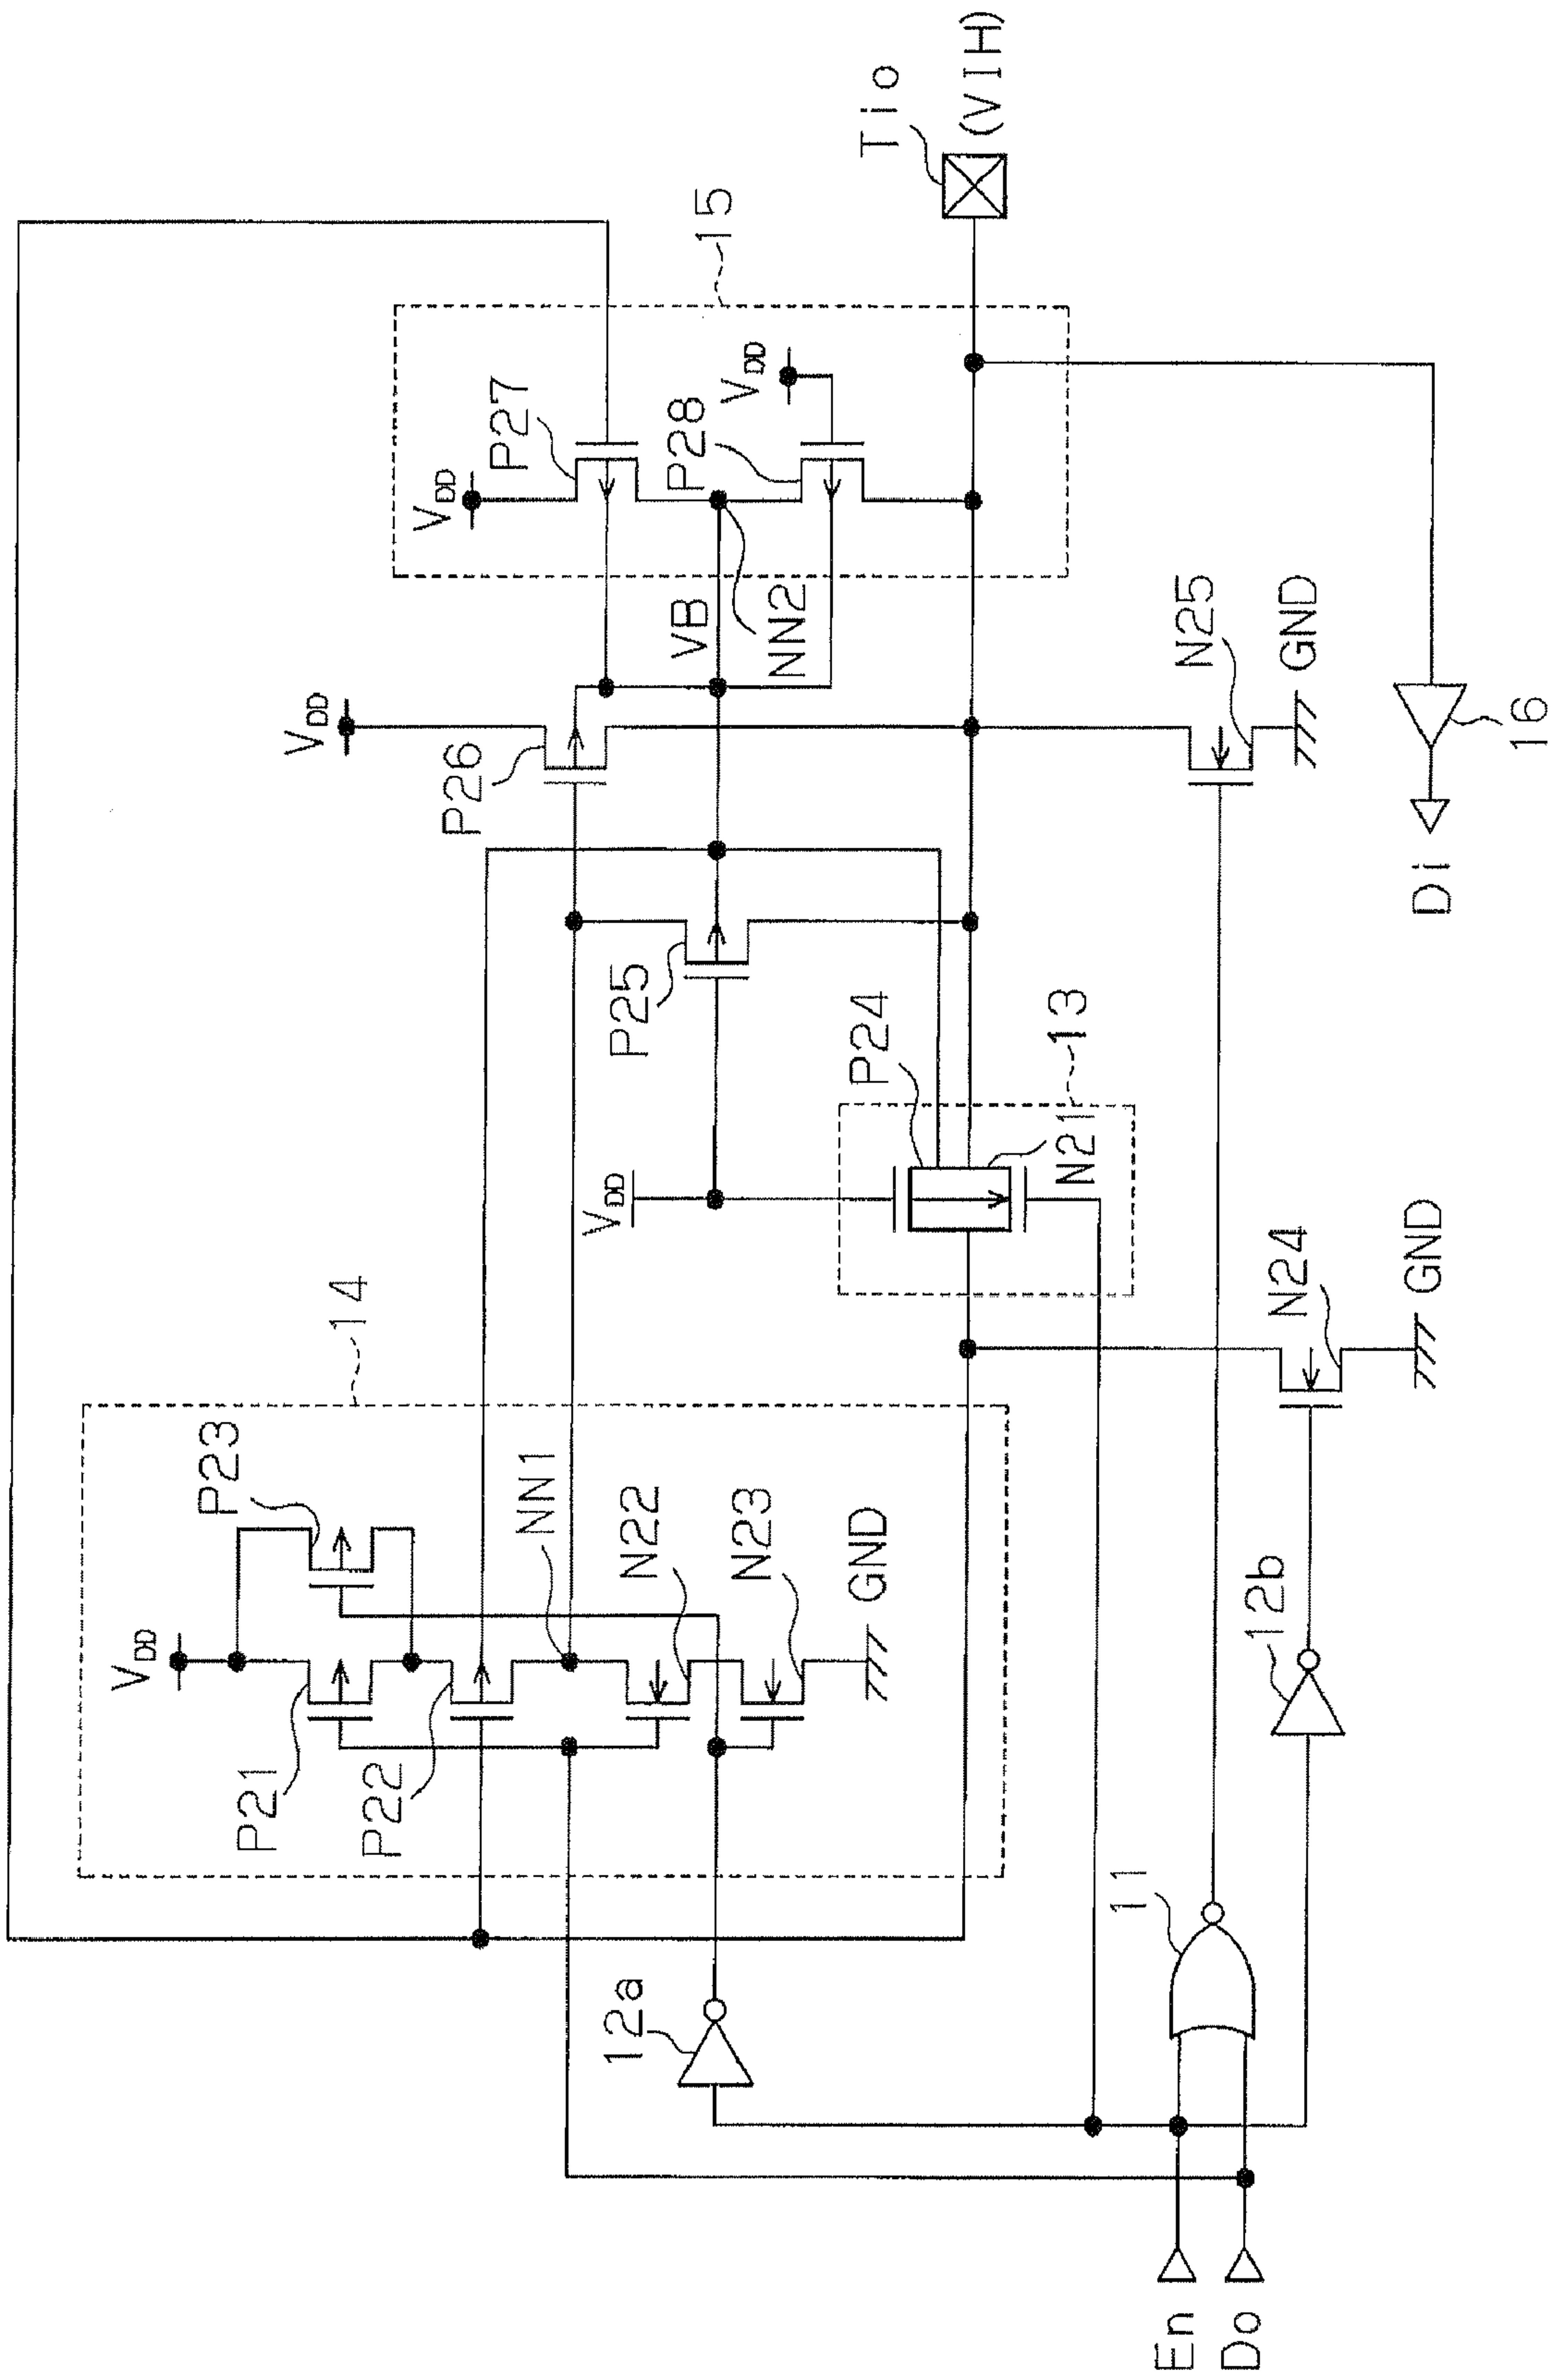 Tio
(VIH)
15
VDD
P27
VDD
P28
VB
NN2
VDD
P26
N25
GND
16
Di
P25
P24
13
N21
VDD
14
N24
GND
P23
NN1
N22
N23
GND
VDD
P21
P22
12b
11
12a
En
Do